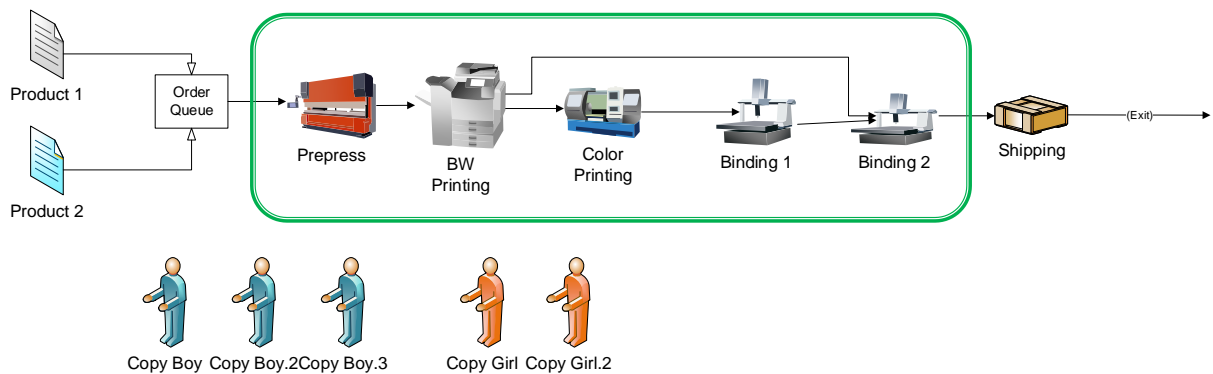 Product 1
Order
Queue
Product 2
Prepress
BW
Printing
Color
Printing
Binding 1
Binding 2
Shipping
(Exit)
Copy Boy
Copy Boy.2
Copy Boy.3
Copy Girl
Copy Girl.2